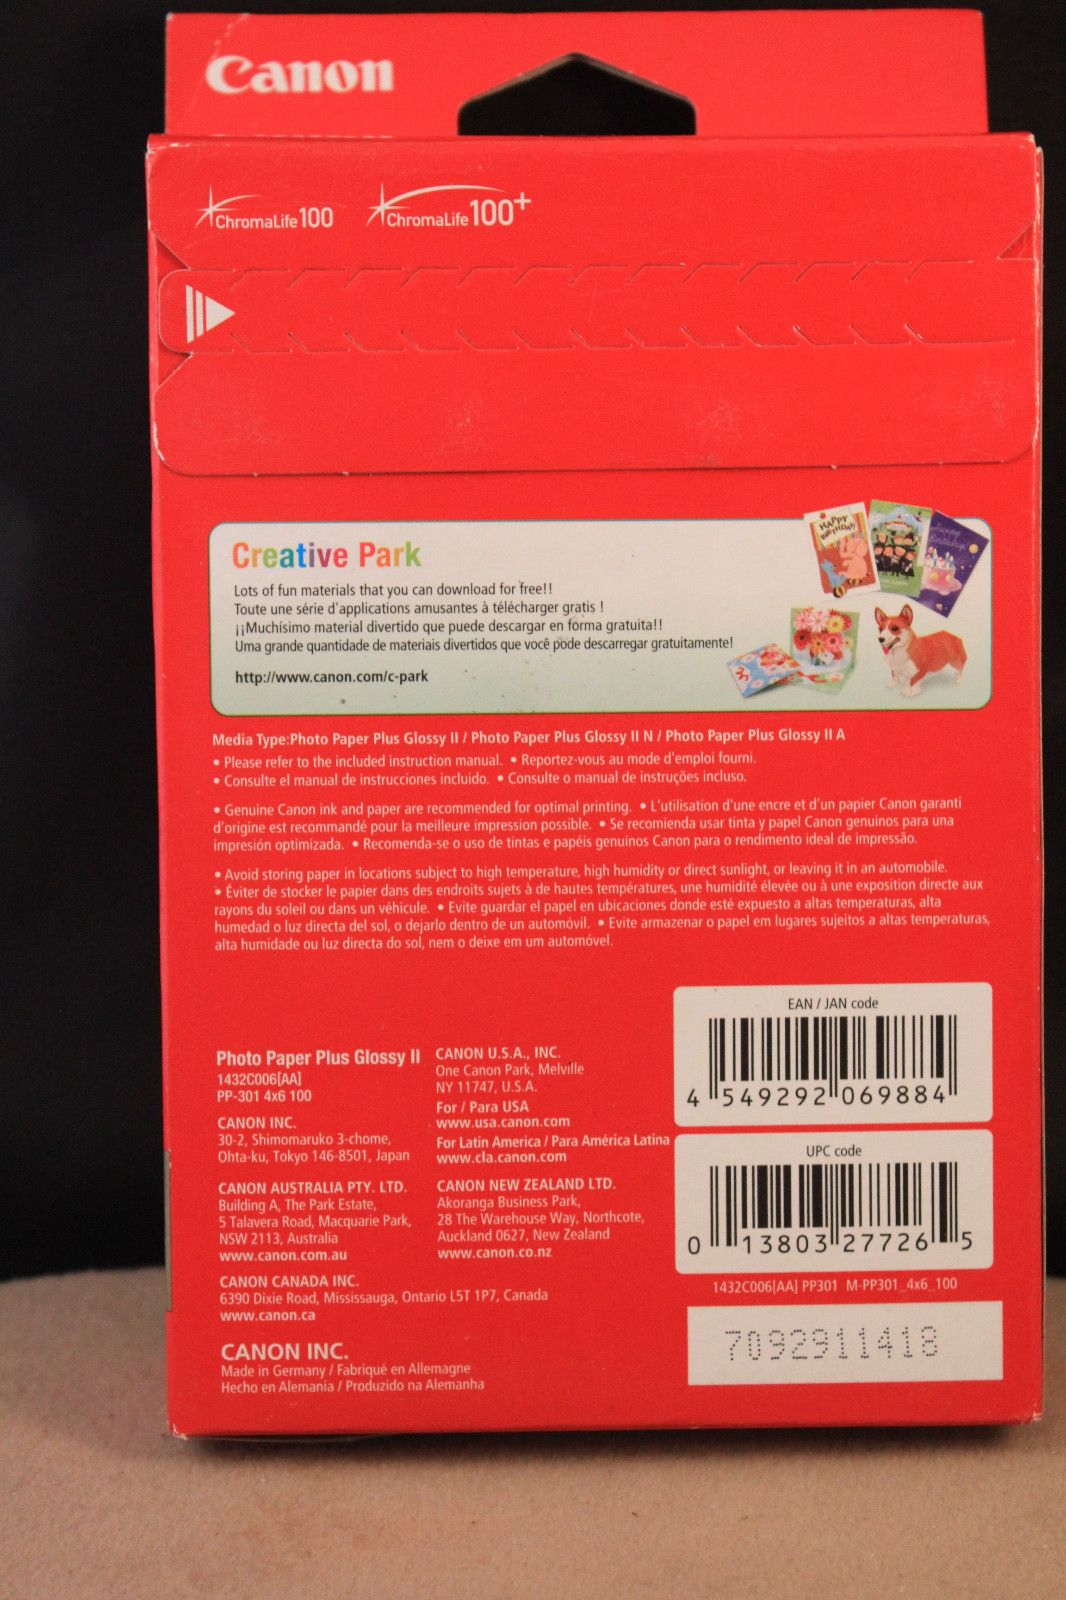 Canon
ChromaLife 100
ChromaLife 100+
Creative Park
Lots of fun materials that you can download for free!!
Toute une série d'applications amusantes à télécharger gratis !
¡¡Muchísimo material divertido que puede descargar en forma gratuita!!
Uma grande quantidade de materiais divertidos que você pode descarregar gratuitamente!
http://www.canon.com/c-park
HAPPY
BIRTHDAY
Media Type:Photo Paper Plus Glossy II / Photo Paper Plus Glossy II N / Photo Paper Plus Glossy II A
• Please refer to the included instruction manual. • Reportez-vous au mode d'emploi fourni.
• Consulte el manual de instrucciones incluido. • Consulte o manual de instruções incluso.
• Genuine Canon ink and paper are recommended for optimal printing. • L'utilisation d'une encre et d'un papier Canon garanti
d'origine est recommandé pour la meilleure impression possible. • Se recomienda usar tinta y papel Canon genuinos para una
impresión optimizada. • Recomenda-se o uso de tintas e papéis genuinos Canon para o rendimento ideal de impressão.
• Avoid storing paper in locations subject to high temperature, high humidity or direct sunlight, or leaving it in an automobile.
• Éviter de stocker le papier dans des endroits sujets à de hautes températures, une humidité élevée ou à une exposition directe aux
rayons du soleil ou dans un véhicule. • Evite guardar el papel en ubicaciones donde esté expuesto a altas temperaturas, alta
humedad o luz directa del sol, o dejarlo dentro de un automóvil. • Evite armazenar o papel em lugares sujeitos a altas temperaturas,
alta humidade ou luz directa do sol, nem o deixe em um automóvel.
Photo Paper Plus Glossy II
1432C006[AA]
PP-301 4x6 100
CANON INC.
30-2, Shimomaruko 3-chome,
Ohta-ku, Tokyo 146-8501, Japan
CANON AUSTRALIA PTY. LTD.
Building A, The Park Estate,
5 Talavera Road, Macquarie Park,
NSW 2113, Australia
www.canon.com.au
CANON U.S.A., INC.
One Canon Park, Melville
NY 11747, U.S.A.
For / Para USA
www.usa.canon.com
For Latin America / Para América Latina
www.cla.canon.com
CANON NEW ZEALAND LTD.
Akoranga Business Park,
28 The Warehouse Way, Northcote,
Auckland 0627, New Zealand
www.canon.co.nz
CANON CANADA INC.
6390 Dixie Road, Mississauga, Ontario L5T 1P7, Canada
www.canon.ca
CANON INC.
Made in Germany / Fabriqué en Allemagne
Hecho en Alemania / Produzido na Alemanha
EAN / JAN code
4 549292 069884
UPC code
0 13803 27726 5
1432C006[AA] PP301 M-PP301_4x6_100
7092911418